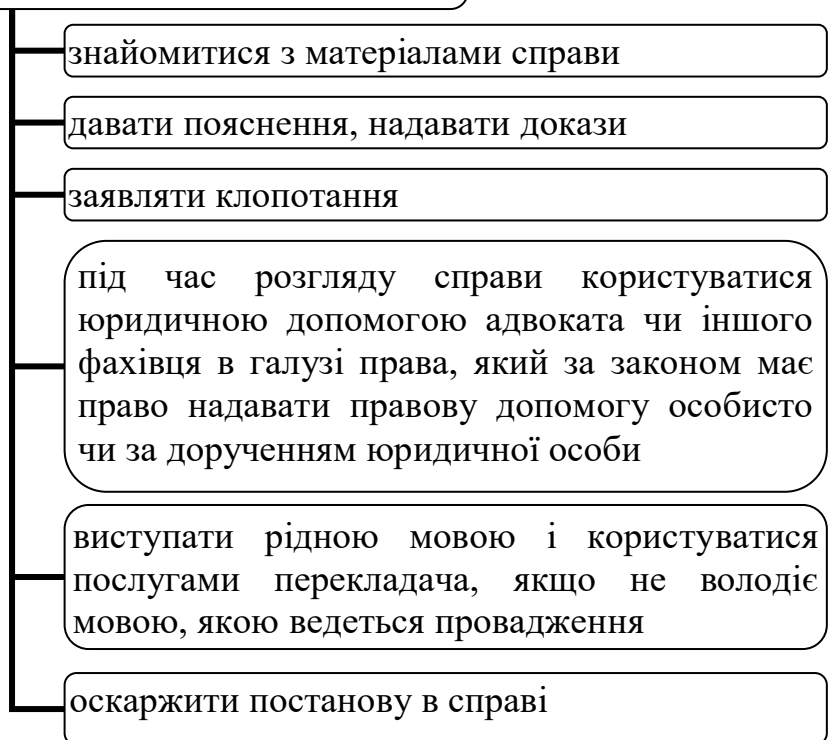 знайомитися з матеріалами справи
давати пояснення, надавати докази
заявляти клопотання
під час розгляду справи користуватися
юридичною допомогою адвоката чи іншого
фахівця в галузі права, який за законом має
право надавати правову допомогу особисто
чи за дорученням юридичної особи
виступати рідною мовою і користуватися
послугами перекладача, якщо не володіє
мовою, якою ведеться провадження
оскаржити постанову в справі